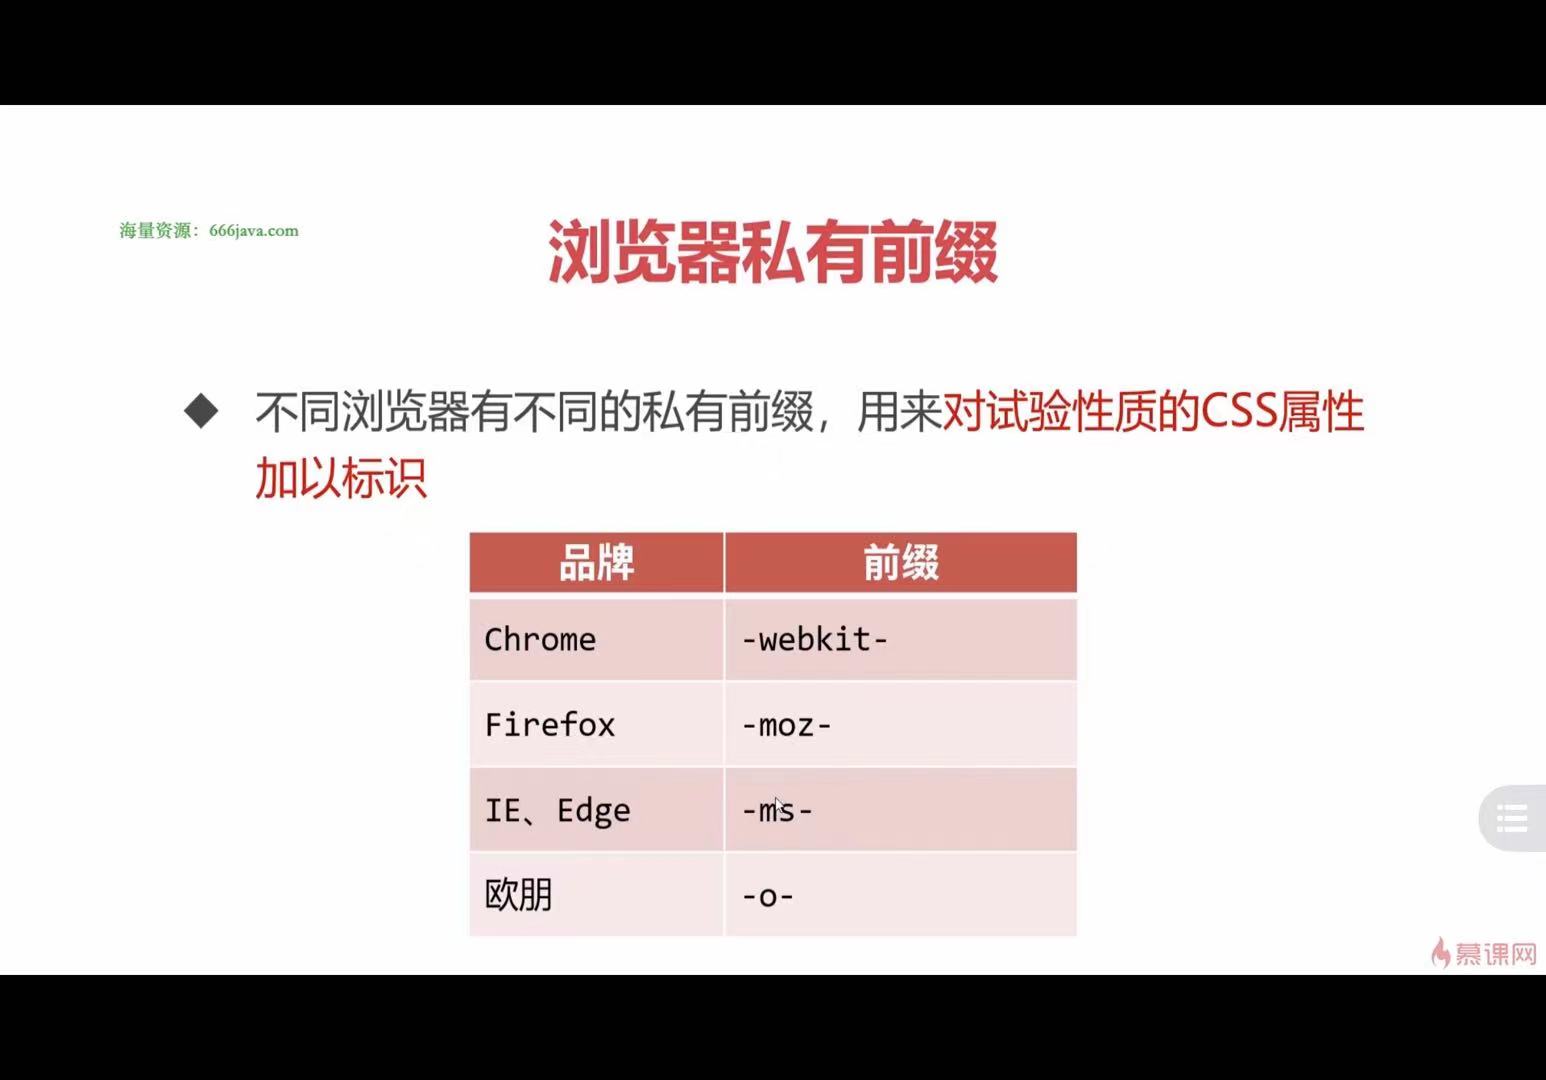 海量资源：666java.com
浏览器私有前缀
◆ 不同浏览器有不同的私有前缀，用来对试验性质的CSS属性
加以标识
品牌 前缀
Chrome -webkit-
Firefox -moz-
IE、Edge -ms-
欧朋 -o-
慕课网